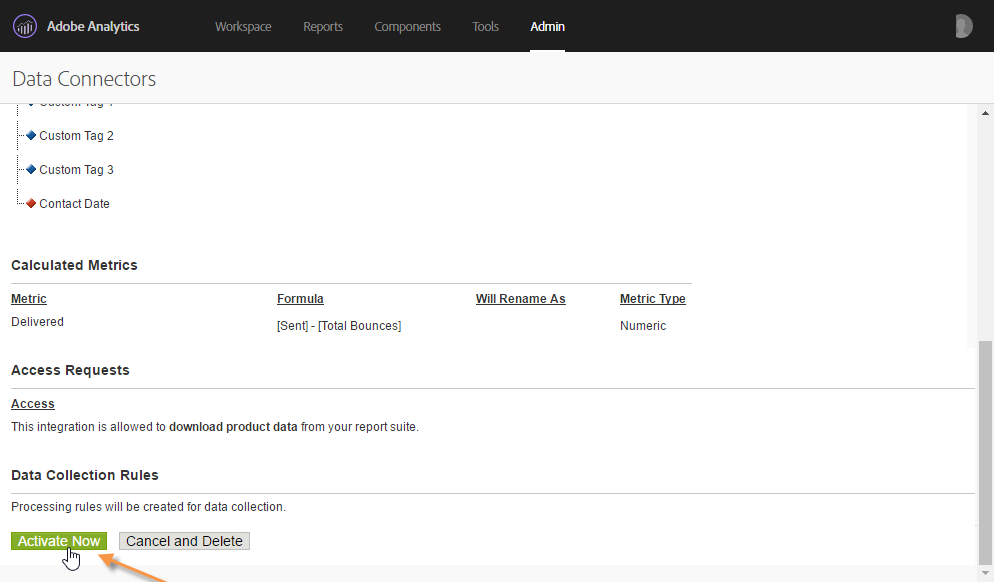 Adobe Analytics Workspace Reports Components Tools Admin
Data Connectors
Custom Tag 2
Custom Tag 3
Contact Date
Calculated Metrics
Metric Formula Will Rename As Metric Type
Delivered [Sent] - [Total Bounces] Numeric
Access Requests
Access
This integration is allowed to download product data from your report suite.
Data Collection Rules
Processing rules will be created for data collection.
Activate Now Cancel and Delete